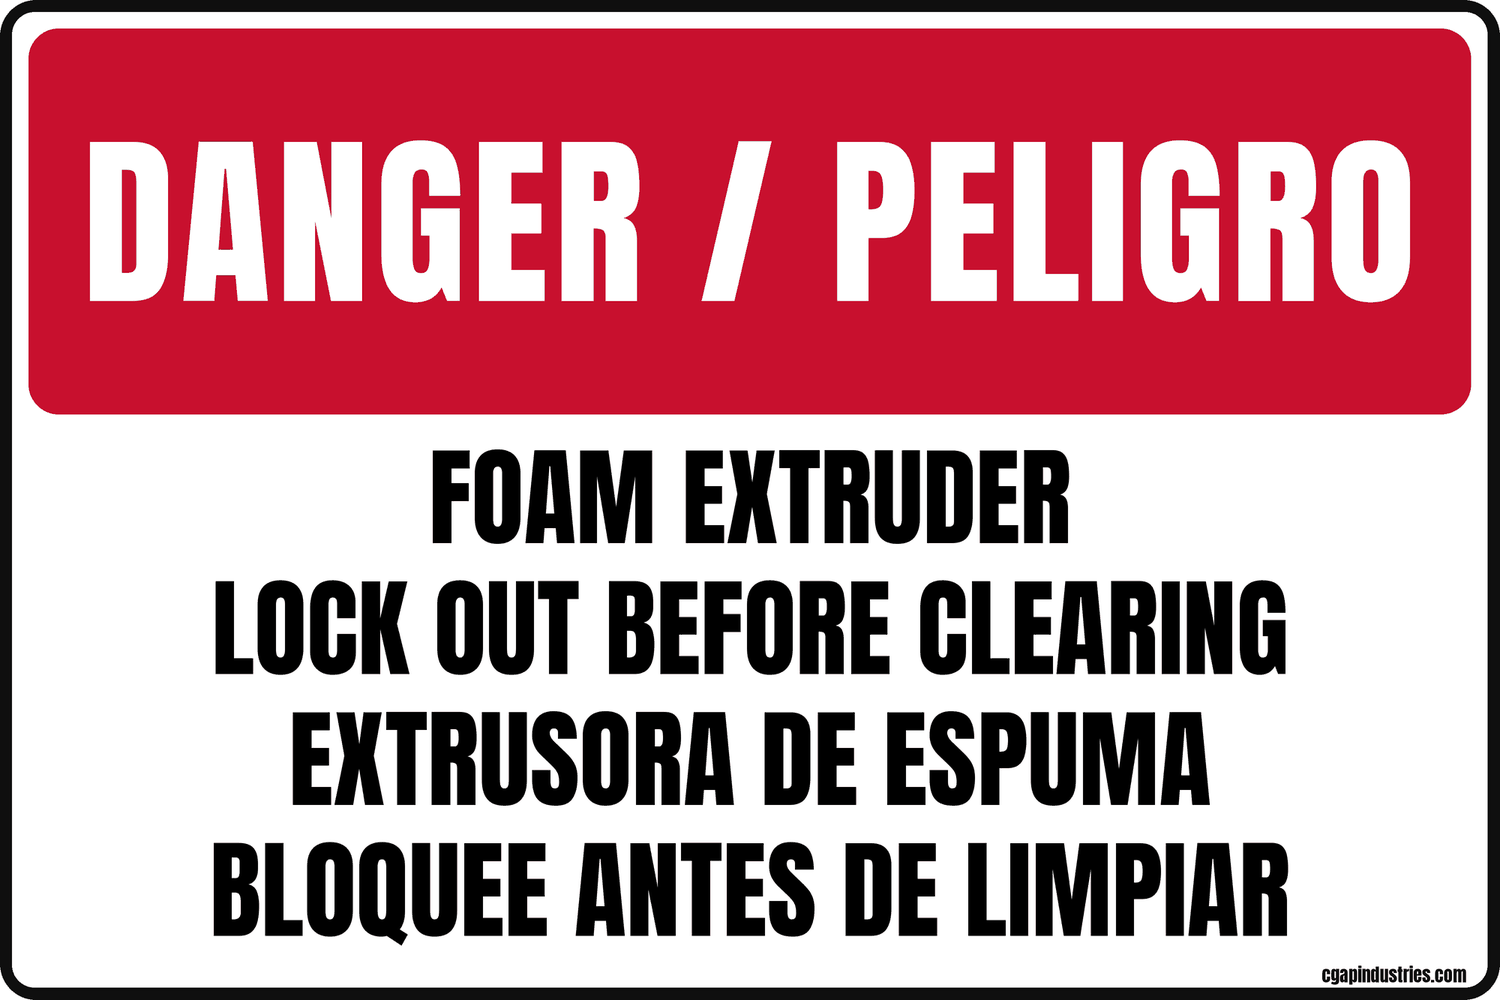 DANGER / PELIGRO
FOAM EXTRUDER
LOCK OUT BEFORE CLEARING
EXTRUSORA DE ESPUMA
BLOQUEE ANTES DE LIMPIAR
cgapindustries.com